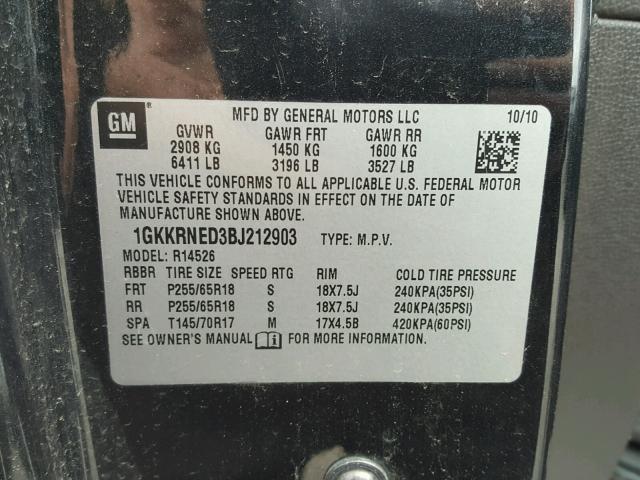 GM ® MFD BY GENERAL MOTORS LLC 10/10
GVWR GAWR FRT GAWR RR
2908 KG 1450 KG 1600 KG
6411 LB 3196 LB 3527 LB
THIS VEHICLE CONFORMS TO ALL APPLICABLE U.S. FEDERAL MOTOR
VEHICLE SAFETY STANDARDS IN EFFECT ON THE DATE OF
MANUFACTURE SHOWN ABOVE.
1GKKRNED3BJ212903 TYPE: M.P.V.
MODEL: R14526
RBBR TIRE SIZE SPEED RTG RIM COLD TIRE PRESSURE
FRT P255/65R18 S 18X7.5J 240KPA(35PSI)
RR P255/65R18 S 18X7.5J 240KPA(35PSI)
SPA T145/70R17 M 17X4.5B 420KPA(60PSI)
SEE OWNER'S MANUAL i FOR MORE INFORMATION.